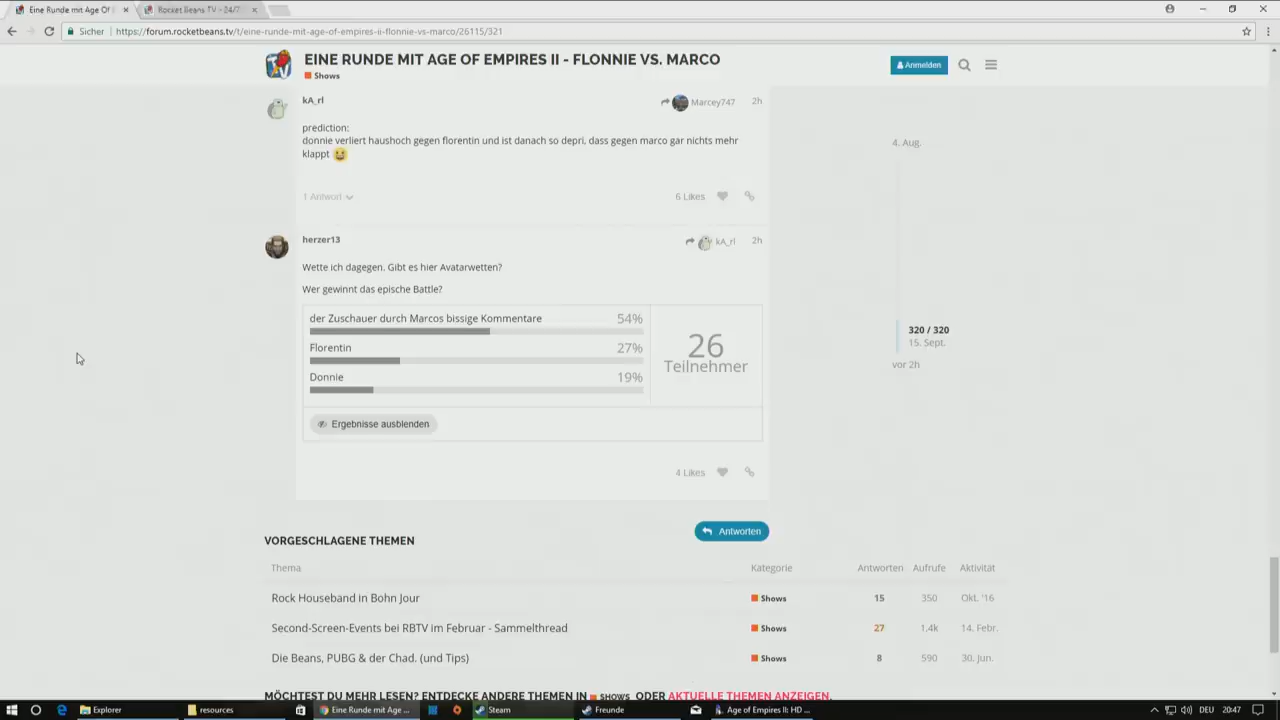 Eine Runde mit Age Of
Rocket Beans TV - 24/7
Sicher
https://forum.rocketbeans.tv/t/eine-runde-mit-age-of-empires-ii-flonnie-vs-marco/26115/321
EINE RUNDE MIT AGE OF EMPIRES II - FLONNIE VS. MARCO
Shows
Anmelden
kA_rl
Marcey747
2h
prediction:
donnie verliert haushoch gegen florentin und ist danach so depri, dass gegen marco gar nichts mehr
klappt
1 Antwort
6 Likes
4. Aug.
herzer13
kA_rl
2h
Wette ich dagegen. Gibt es hier Avatarwetten?
Wer gewinnt das epische Battle?
der Zuschauer durch Marcos bissige Kommentare 54%
Florentin 27%
Donnie 19%
26
Teilnehmer
Ergebnisse ausblenden
4 Likes
320 / 320
15. Sept.
vor 2h
Antworten
VORGESCHLAGENE THEMEN
Thema Kategorie Antworten Aufrufe Aktivität
Rock Houseband in Bohn Jour Shows 15 350 Okt. '16
Second-Screen-Events bei RBTV im Februar - Sammelthread Shows 27 1.4k 14. Febr.
Die Beans, PUBG & der Chad. (und Tips) Shows 8 590 30. Jun.
MÖCHTEST DU MEHR LESEN? ENTDECKE ANDERE THEMEN IN SHOWS ODER AKTUELLE THEMEN ANZEIGEN.
Explorer
resources
Eine Runde mit Age ...
Steam
Freunde
Age of Empires II: HD ...
DEU
20:47